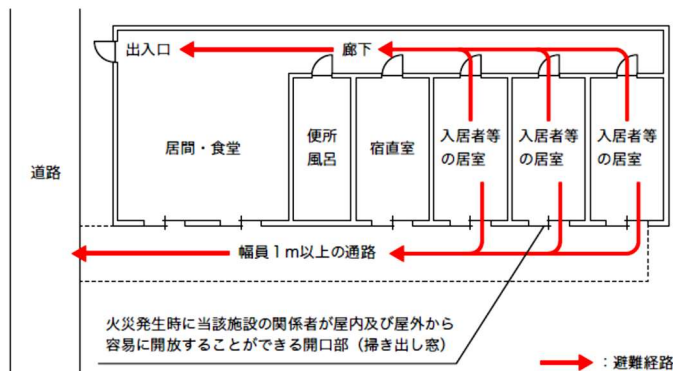 出入口
廊下
居間・食堂
便所
風呂
宿直室
入居者等
の居室
入居者等
の居室
入居者等
の居室
道路
幅員１ｍ以上の通路
火災発生時に当該施設の関係者が屋内及び屋外から
容易に開放することができる開口部（掃き出し窓）
：避難経路